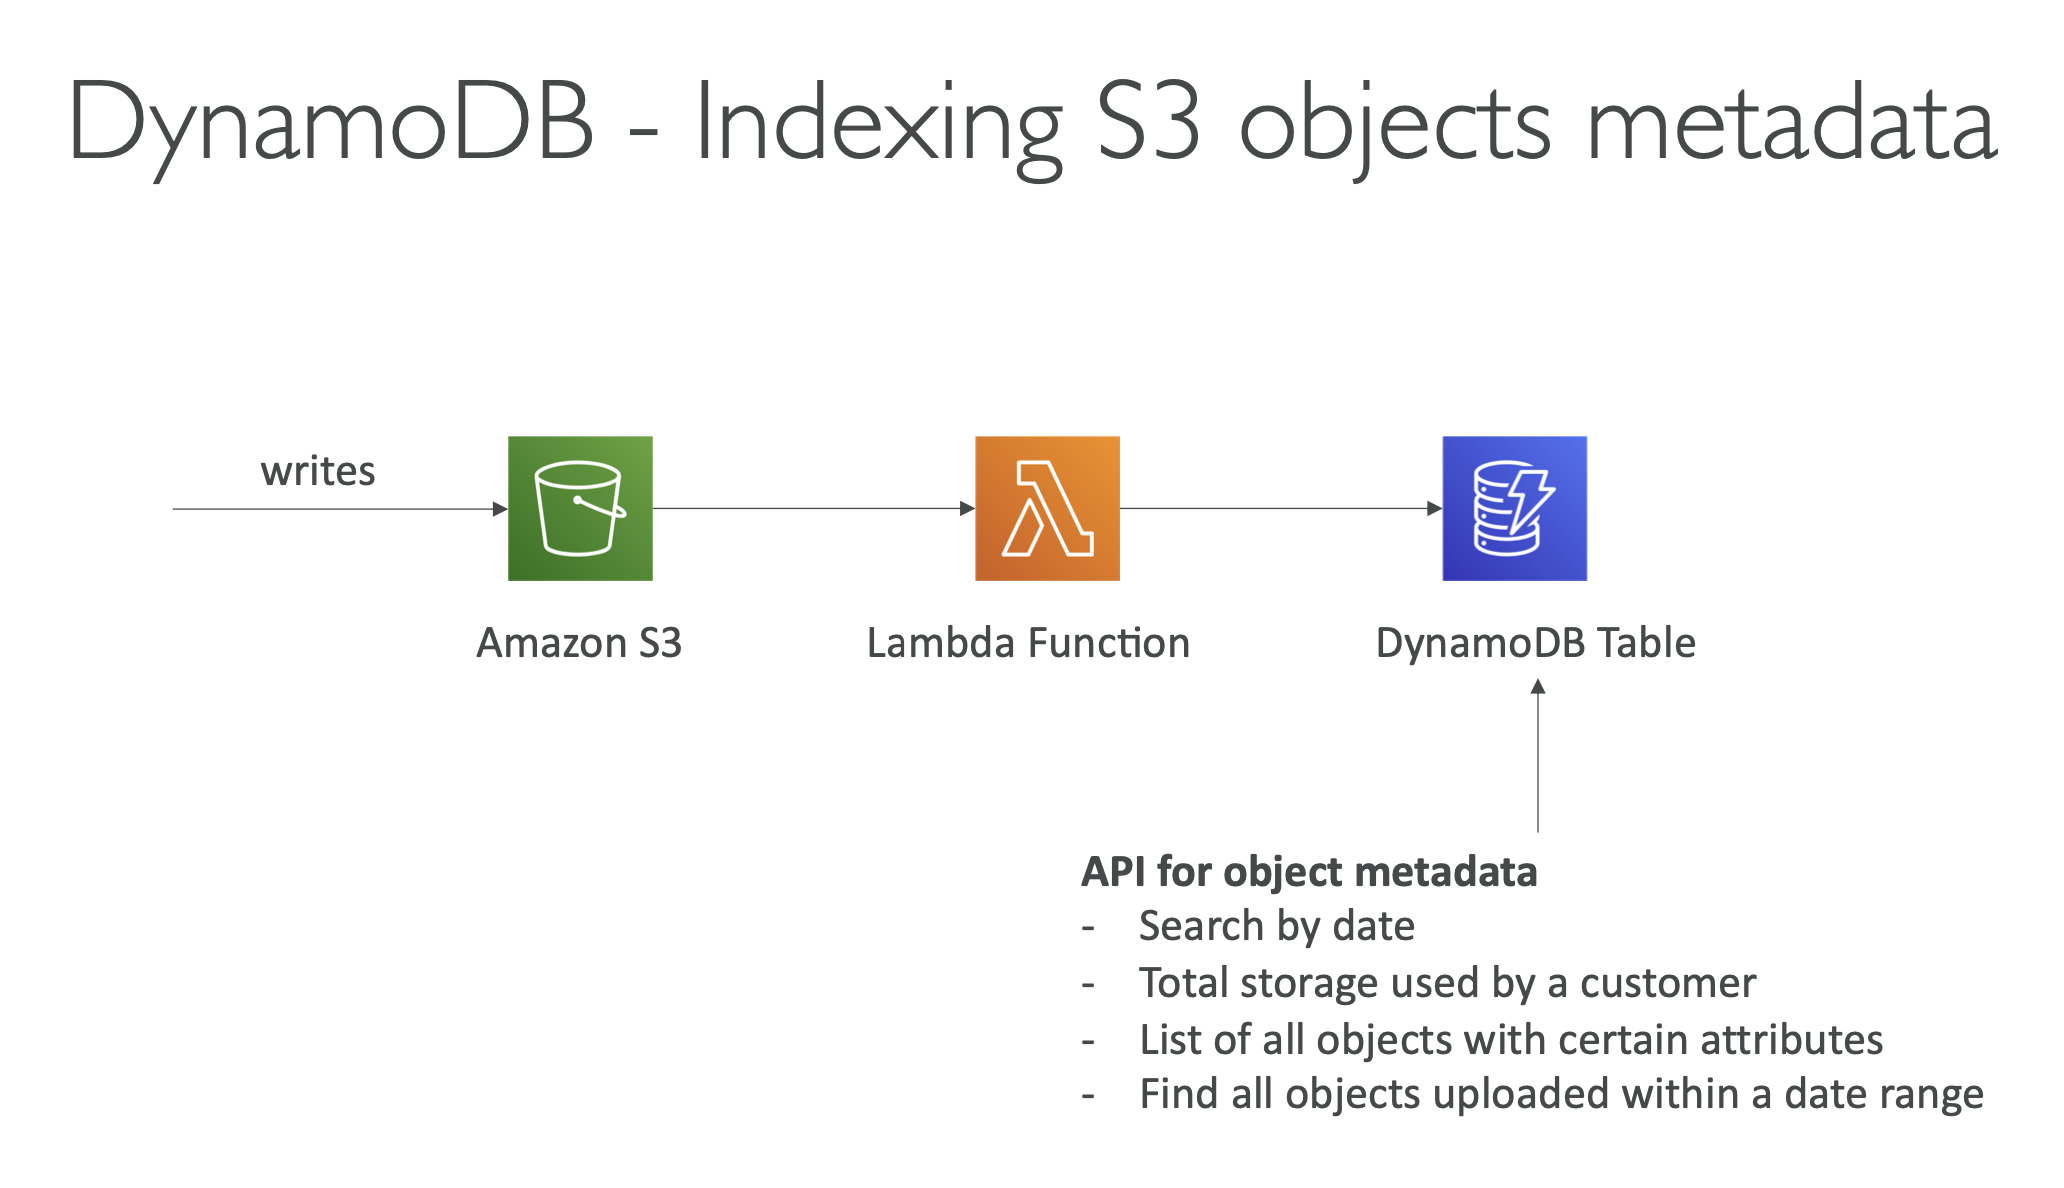 DynamoDB - Indexing S3 objects metadata
writes
Amazon S3
Lambda Function
DynamoDB Table
API for object metadata
- Search by date
- Total storage used by a customer
- List of all objects with certain attributes
- Find all objects uploaded within a date range